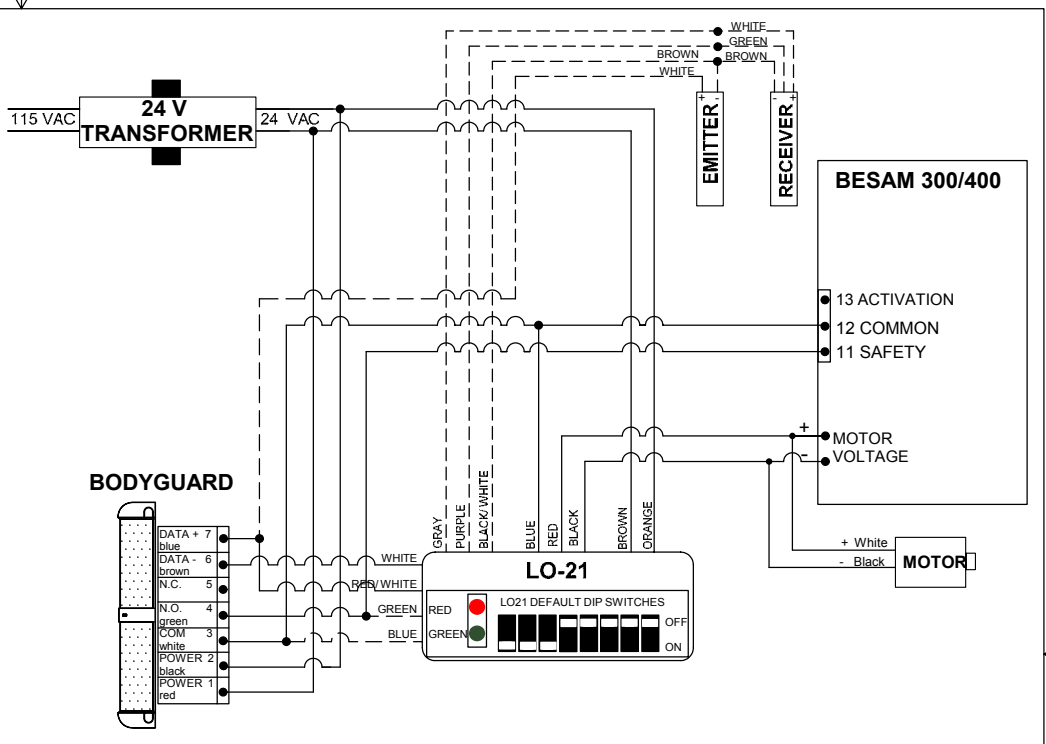 WHITE
GREEN
BROWN BROWN
WHITE
115 VAC
24 V
TRANSFORMER
24 VAC
+ -
EMITTER
- +
RECEIVER
BESAM 300/400
13 ACTIVATION
12 COMMON
11 SAFETY
+ MOTOR
- VOLTAGE
+ White
- Black
MOTOR
GRAY
PURPLE
BLACK/WHITE
BLUE
RED
BLACK
BROWN
ORANGE
BODYGUARD
DATA + 7
blue
DATA - 6
brown
N.C. 5
N.O. 4
green
COM 3
white
POWER 2
black
POWER 1
red
WHITE
RED/WHITE
GREEN
BLUE
LO-21
RED
GREEN
LO21 DEFAULT DIP SWITCHES
OFF
ON